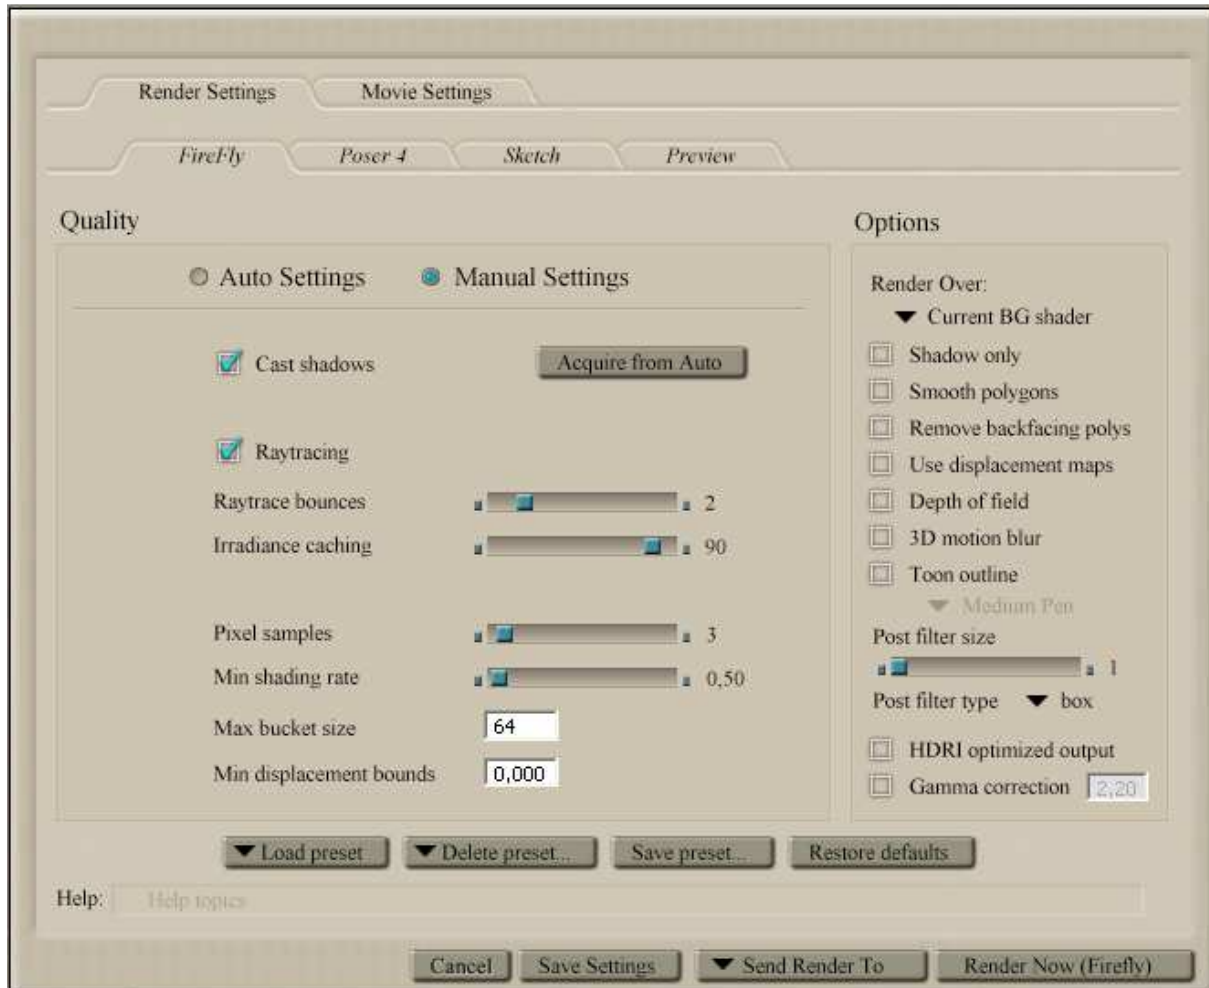 Render Settings Movie Settings
FireFly Poser 4 Sketch Preview
Quality
Auto Settings Manual Settings
Cast shadows Acquire from Auto
Raytracing
Raytrace bounces 2
Irradiance caching 90
Pixel samples 3
Min shading rate 0,50
Max bucket size 64
Min displacement bounds 0,000
Options
Render Over:
Current BG shader
Shadow only
Smooth polygons
Remove backfacing polys
Use displacement maps
Depth of field
3D motion blur
Toon outline
Medium Pen
Post filter size
1
Post filter type box
HDRI optimized output
Gamma correction 2,20
Load preset Delete preset... Save preset... Restore defaults
Help: Help topics
Cancel Save Settings Send Render To Render Now (Firefly)